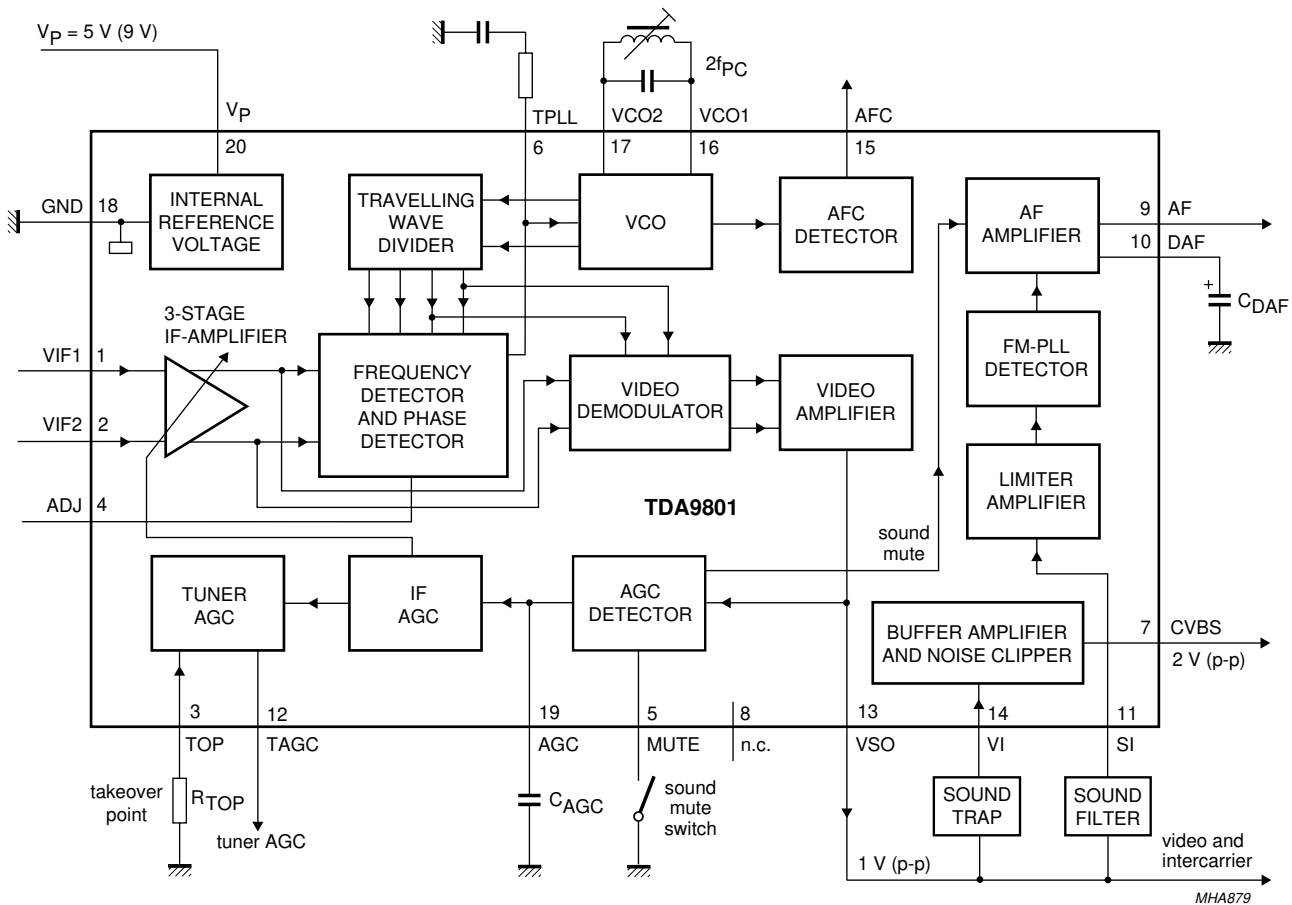 VP = 5 V (9 V)
2fPC
VP
TPLL
VCO2
VCO1
AFC
20
6
17
16
15
GND
18
INTERNAL
REFERENCE
VOLTAGE
TRAVELLING
WAVE
DIVIDER
VCO
AFC
DETECTOR
AF
AMPLIFIER
9
AF
10
DAF
+
CDAF
3-STAGE
IF-AMPLIFIER
VIF1
1
VIF2
2
FREQUENCY
DETECTOR
AND PHASE
DETECTOR
VIDEO
DEMODULATOR
VIDEO
AMPLIFIER
FM-PLL
DETECTOR
LIMITER
AMPLIFIER
ADJ
4
TDA9801
sound
mute
TUNER
AGC
IF
AGC
AGC
DETECTOR
BUFFER AMPLIFIER
AND NOISE CLIPPER
7
CVBS
2 V (p-p)
3
12
19
5
8
13
14
11
TOP
TAGC
AGC
MUTE
n.c.
VSO
VI
SI
takeover
point
RTOP
tuner AGC
CAGC
sound
mute
switch
SOUND
TRAP
SOUND
FILTER
1 V (p-p)
video and
intercarrier
MHA879